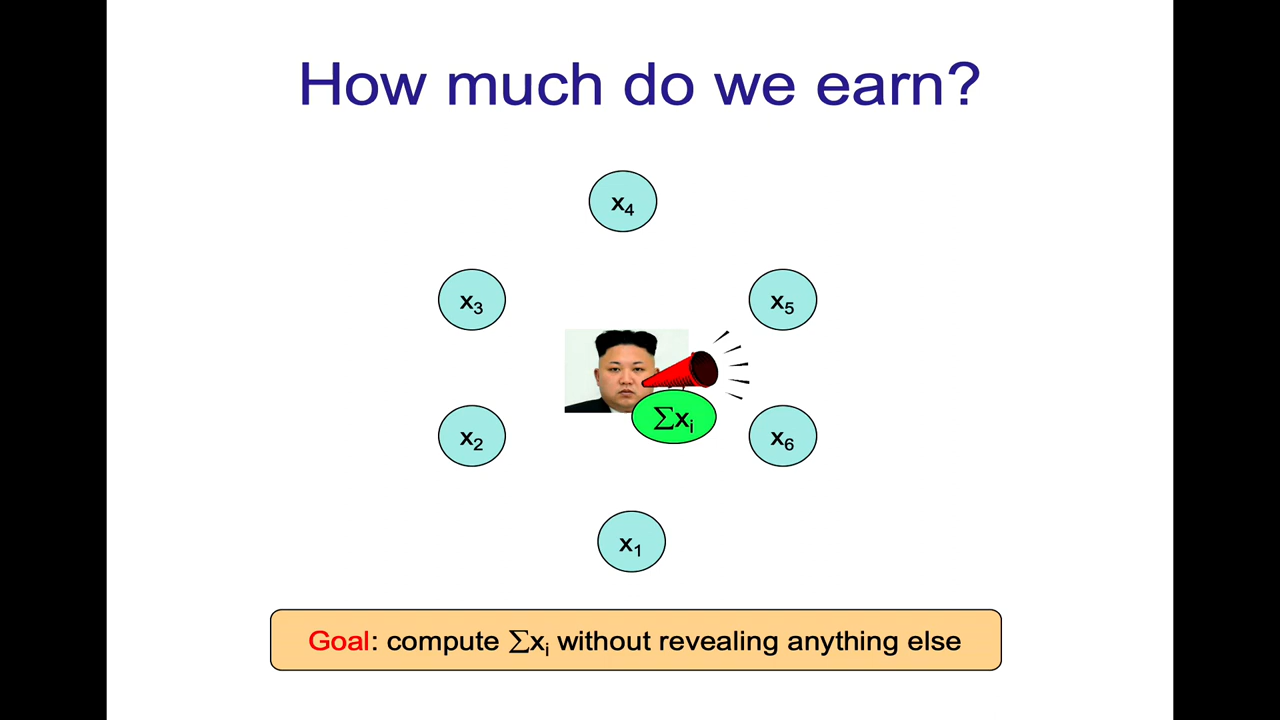 How much do we earn?
x₄
x₃
x₅
∑xᵢ
x₂
x₆
x₁
Goal: compute ∑xᵢ without revealing anything else